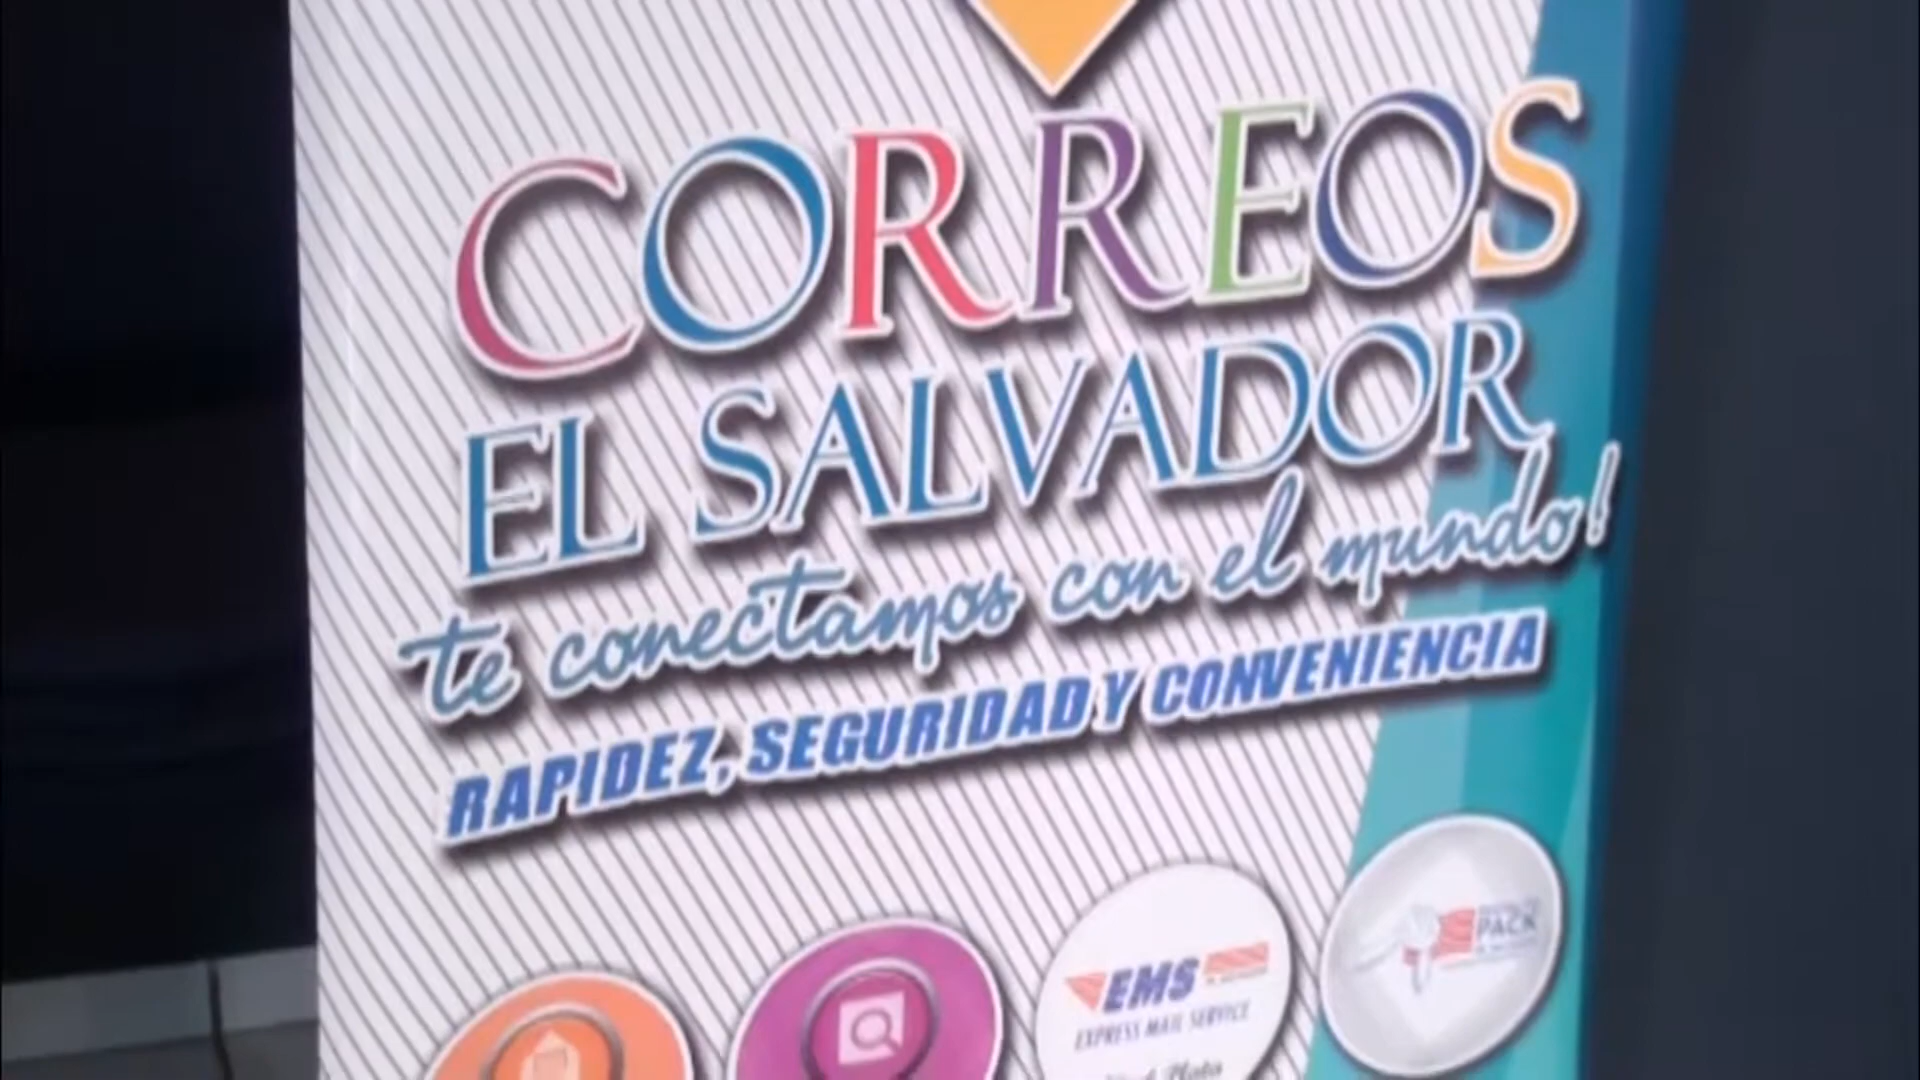 CORREOS
EL SALVADOR
te conectamos con el mundo!
RAPIDEZ, SEGURIDAD Y CONVENIENCIA
EMS
EXPRESS MAIL SERVICE
PACK